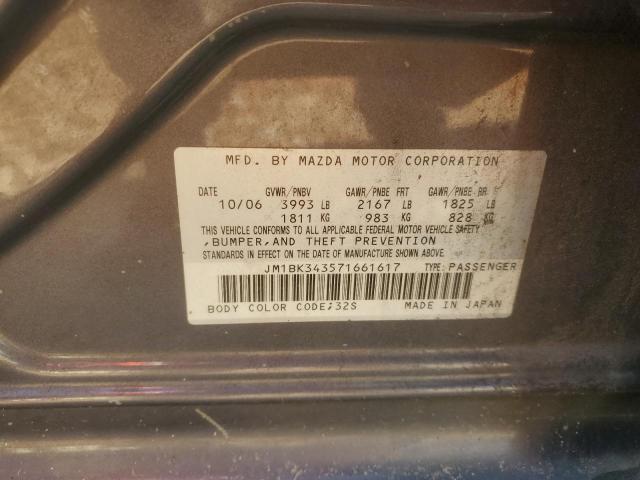 MFD. BY MAZDA MOTOR CORPORATION
DATE GVWR/PNBV GAWR/PNBE FRT GAWR/PNBE RR
10/06 3993 LB 2167 LB 1825 LB
1811 KG 983 KG 828 KG
THIS VEHICLE CONFORMS TO ALL APPLICABLE FEDERAL MOTOR VEHICLE SAFETY
,BUMPER,AND THEFT PREVENTION
STANDARDS IN EFFECT ON THE DATE OF MANUFACTURE SHOWN ABOVE.
JM1BK343571661617 TYPE: PASSENGER
BODY COLOR CODE;32S MADE IN JAPAN